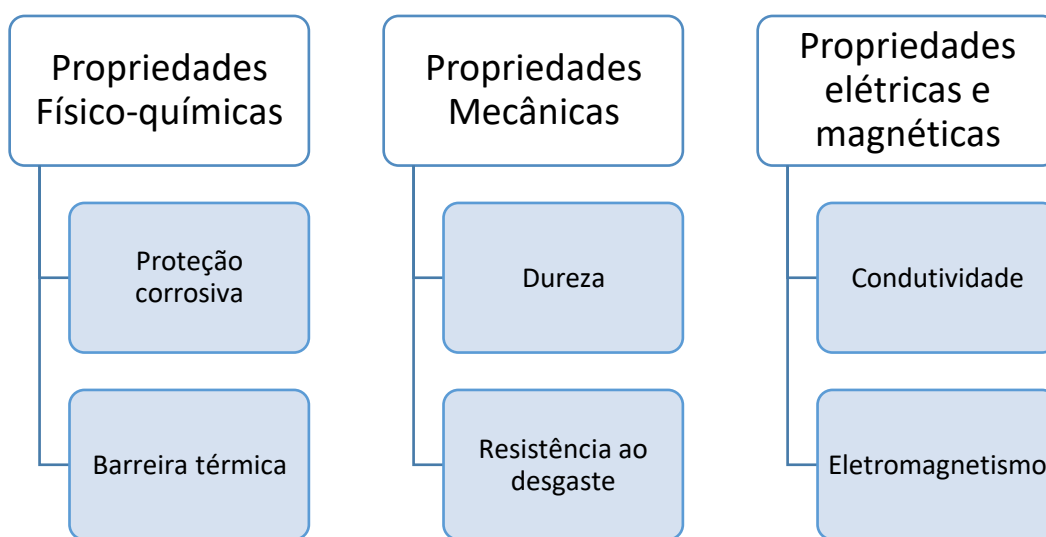 Propriedades
Físico-químicas
Proteção
corrosiva
Barreira térmica
Propriedades
Mecânicas
Dureza
Resistência ao
desgaste
Propriedades
elétricas e
magnéticas
Condutividade
Eletromagnetismo